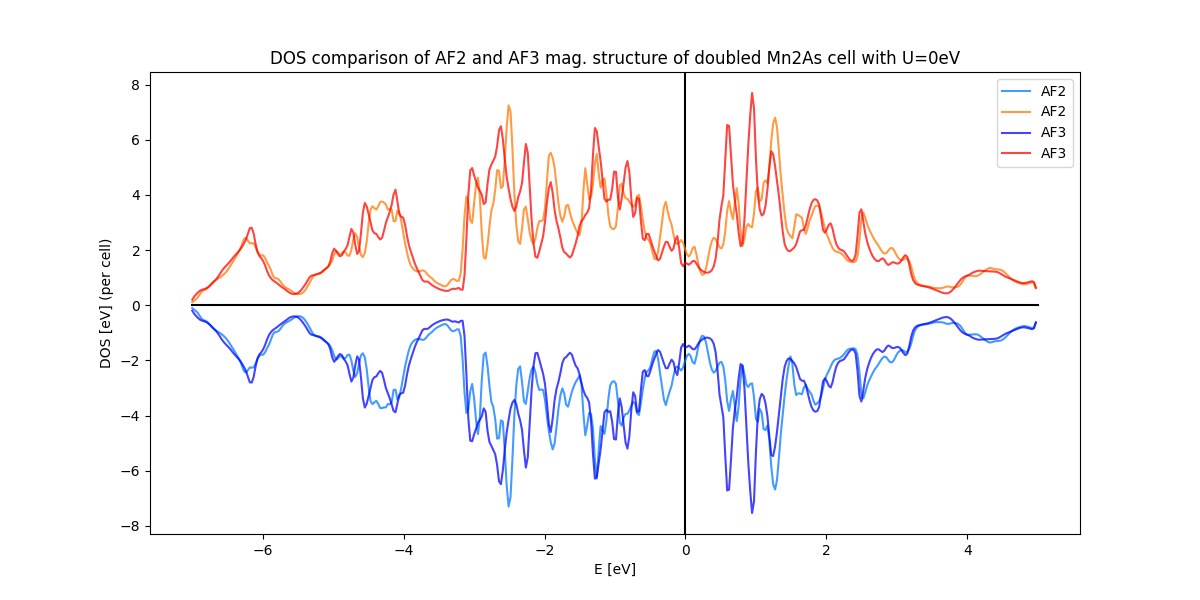 DOS comparison of AF2 and AF3 mag. structure of doubled Mn2As cell with U=0eV
8
6
4
2
0
−2
−4
−6
−8
DOS [eV] (per cell)
AF2
AF2
AF3
AF3
−6
−4
−2
0
2
4
E [eV]